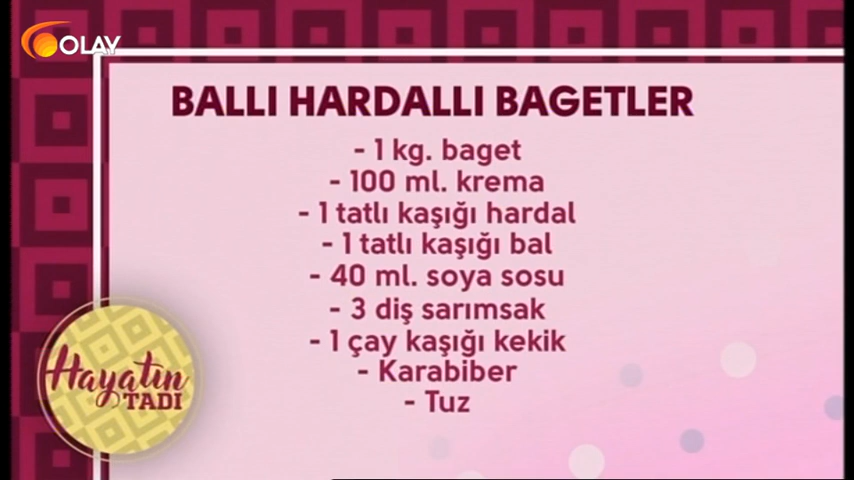 OLAY
BALLI HARDALLI BAGETLER
- 1 kg. baget
- 100 ml. krema
- 1 tatlı kaşığı hardal
- 1 tatlı kaşığı bal
- 40 ml. soya sosu
- 3 diş sarımsak
- 1 çay kaşığı kekik
- Karabiber
- Tuz
Hayatın
TADI